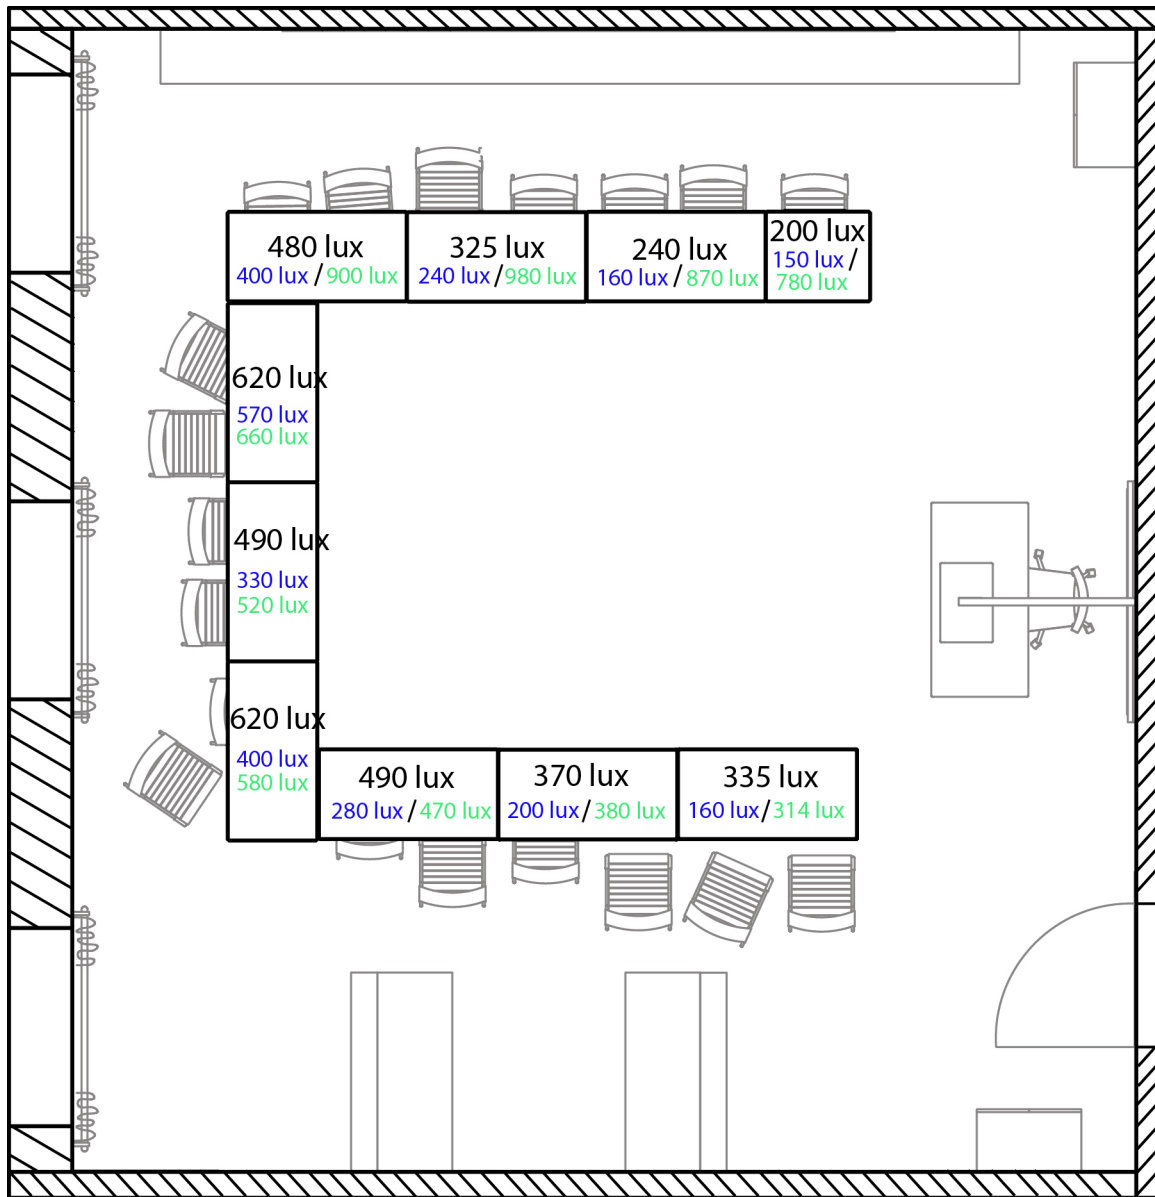 480 lux
400 lux / 900 lux
325 lux
240 lux / 980 lux
240 lux
160 lux / 870 lux
200 lux
150 lux /
780 lux
620 lux
570 lux
660 lux
490 lux
330 lux
520 lux
620 lux
400 lux
580 lux
490 lux
280 lux / 470 lux
370 lux
200 lux / 380 lux
335 lux
160 lux / 314 lux